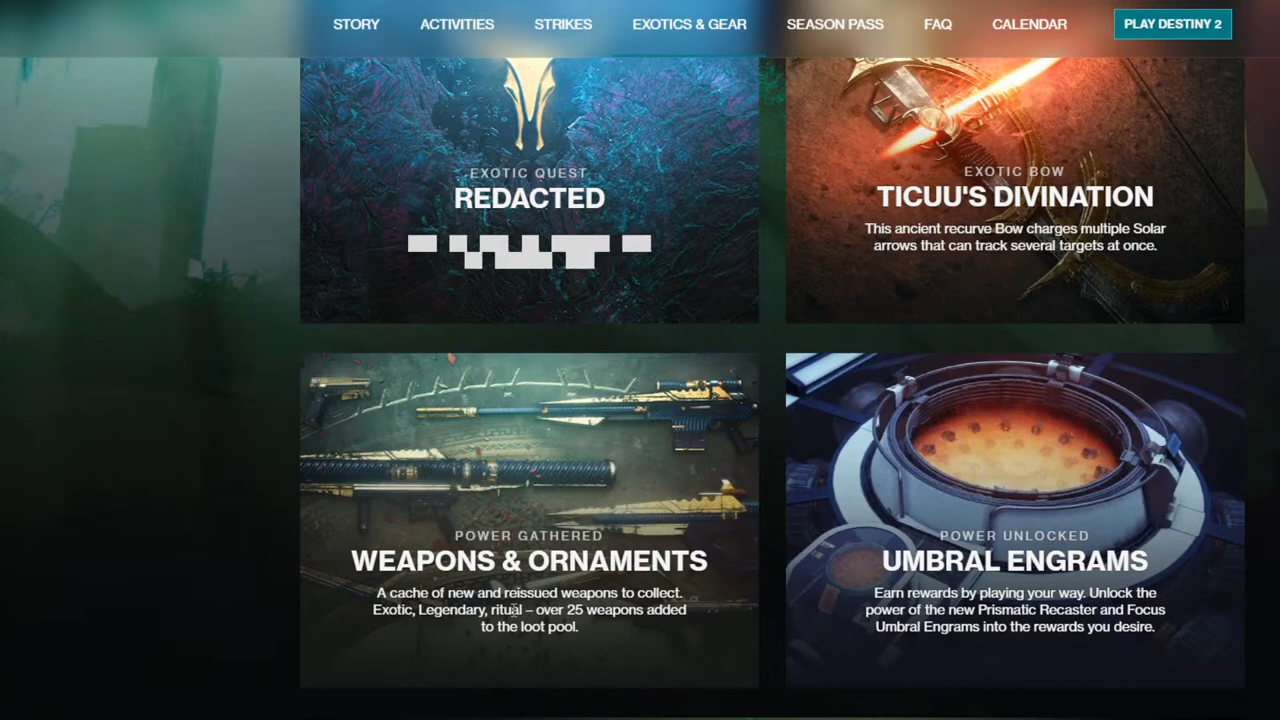 STORY
ACTIVITIES
STRIKES
EXOTICS & GEAR
SEASON PASS
FAQ
CALENDAR
PLAY DESTINY 2
EXOTIC QUEST
REDACTED
EXOTIC BOW
TICUU'S DIVINATION
This ancient recurve Bow charges multiple Solar
arrows that can track several targets at once.
POWER GATHERED
WEAPONS & ORNAMENTS
A cache of new and reissued weapons to collect.
Exotic, Legendary, ritual – over 25 weapons added
to the loot pool.
POWER UNLOCKED
UMBRAL ENGRAMS
Earn rewards by playing your way. Unlock the
power of the new Prismatic Recaster and Focus
Umbral Engrams into the rewards you desire.